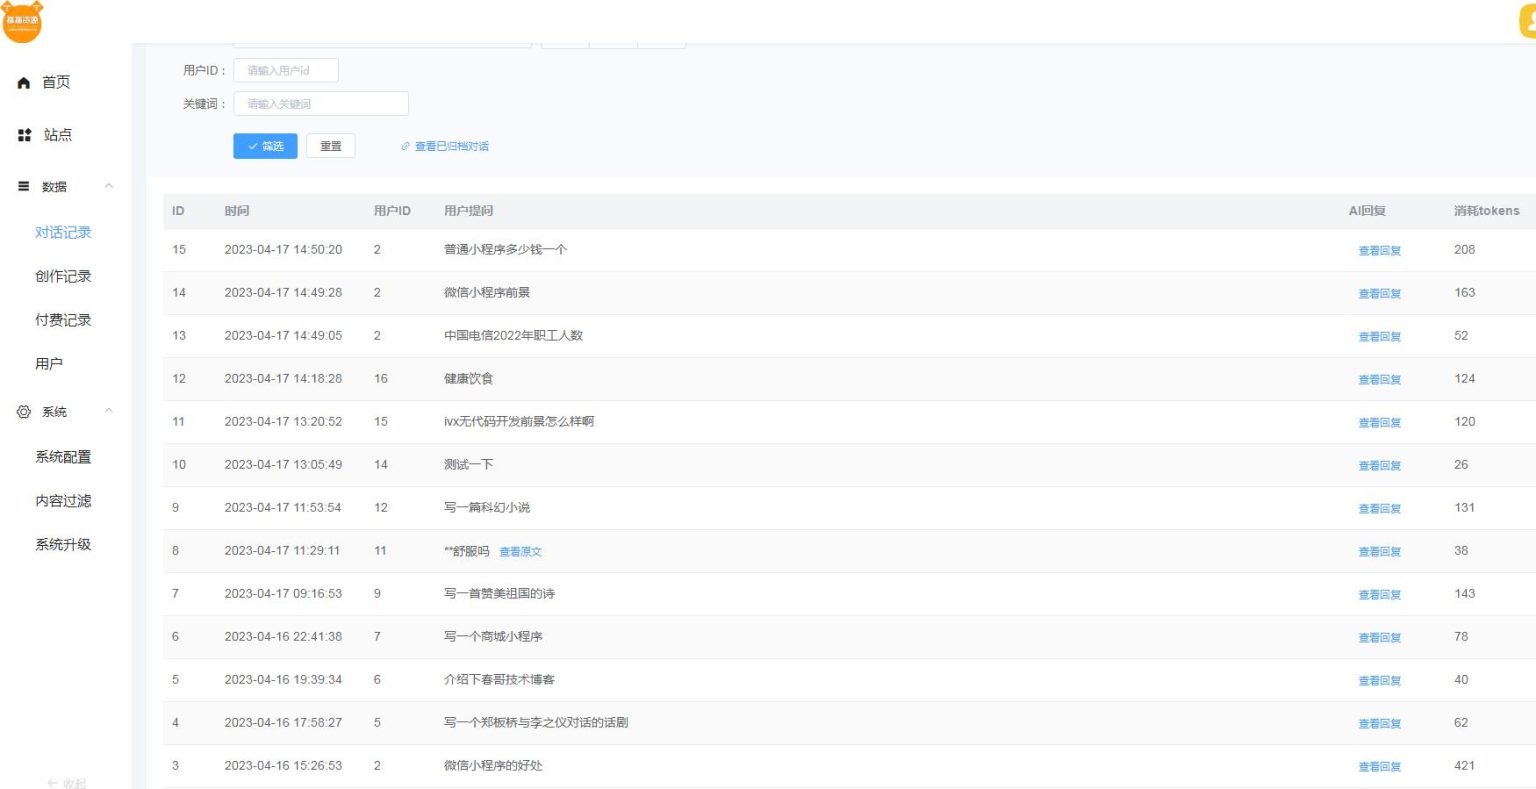 首页
站点
数据
对话记录
创作记录
付费记录
用户
系统
系统配置
内容过滤
系统升级
← 收起
用户ID： 请输入用户id
关键词： 请输入关键词
筛选 重置 查看已归档对话
ID 时间 用户ID 用户提问 AI回复 消耗tokens
15 2023-04-17 14:50:20 2 普通小程序多少钱一个 查看回复 208
14 2023-04-17 14:49:28 2 微信小程序前景 查看回复 163
13 2023-04-17 14:49:05 2 中国电信2022年职工人数 查看回复 52
12 2023-04-17 14:18:28 16 健康饮食 查看回复 124
11 2023-04-17 13:20:52 15 ivx无代码开发前景怎么样啊 查看回复 120
10 2023-04-17 13:05:49 14 测试一下 查看回复 26
9 2023-04-17 11:53:54 12 写一篇科幻小说 查看回复 131
8 2023-04-17 11:29:11 11 **舒服吗 查看原文 查看回复 38
7 2023-04-17 09:16:53 9 写一首赞美祖国的诗 查看回复 143
6 2023-04-16 22:41:38 7 写一个商城小程序 查看回复 78
5 2023-04-16 19:39:34 6 介绍下春哥技术博客 查看回复 40
4 2023-04-16 17:58:27 5 写一个郑板桥与李之仪对话的话剧 查看回复 62
3 2023-04-16 15:26:53 2 微信小程序的好处 查看回复 421